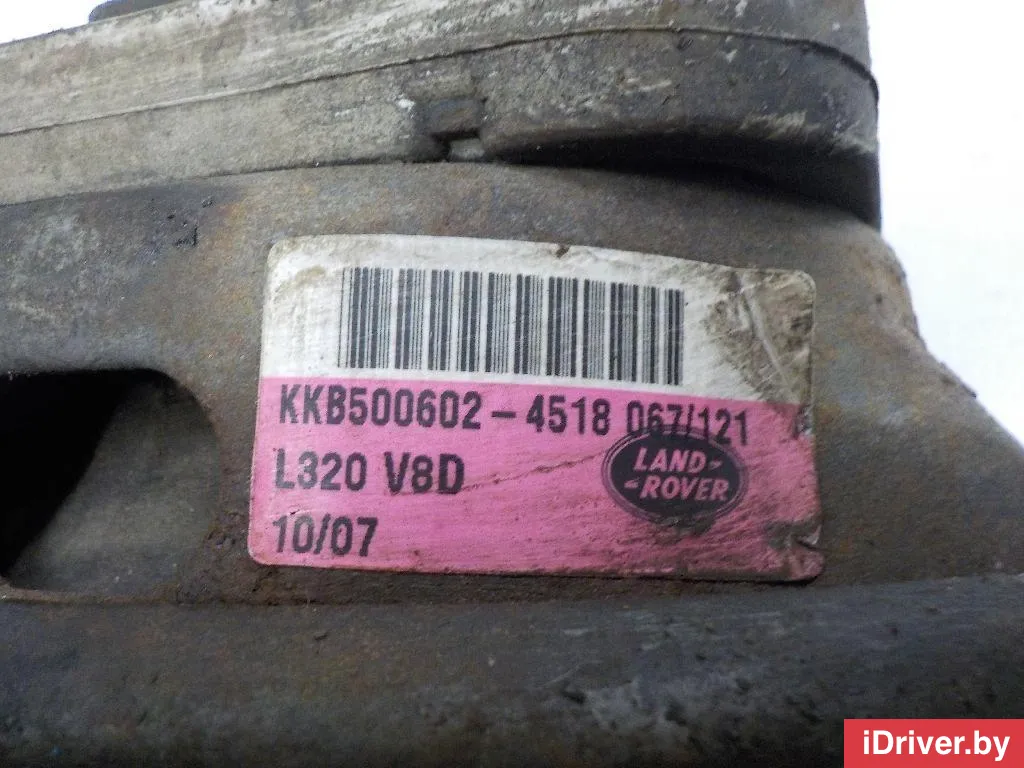 KKB500602-4518 067/121
L320 V8D
LAND-
-ROVER
10/07
iDriver.by